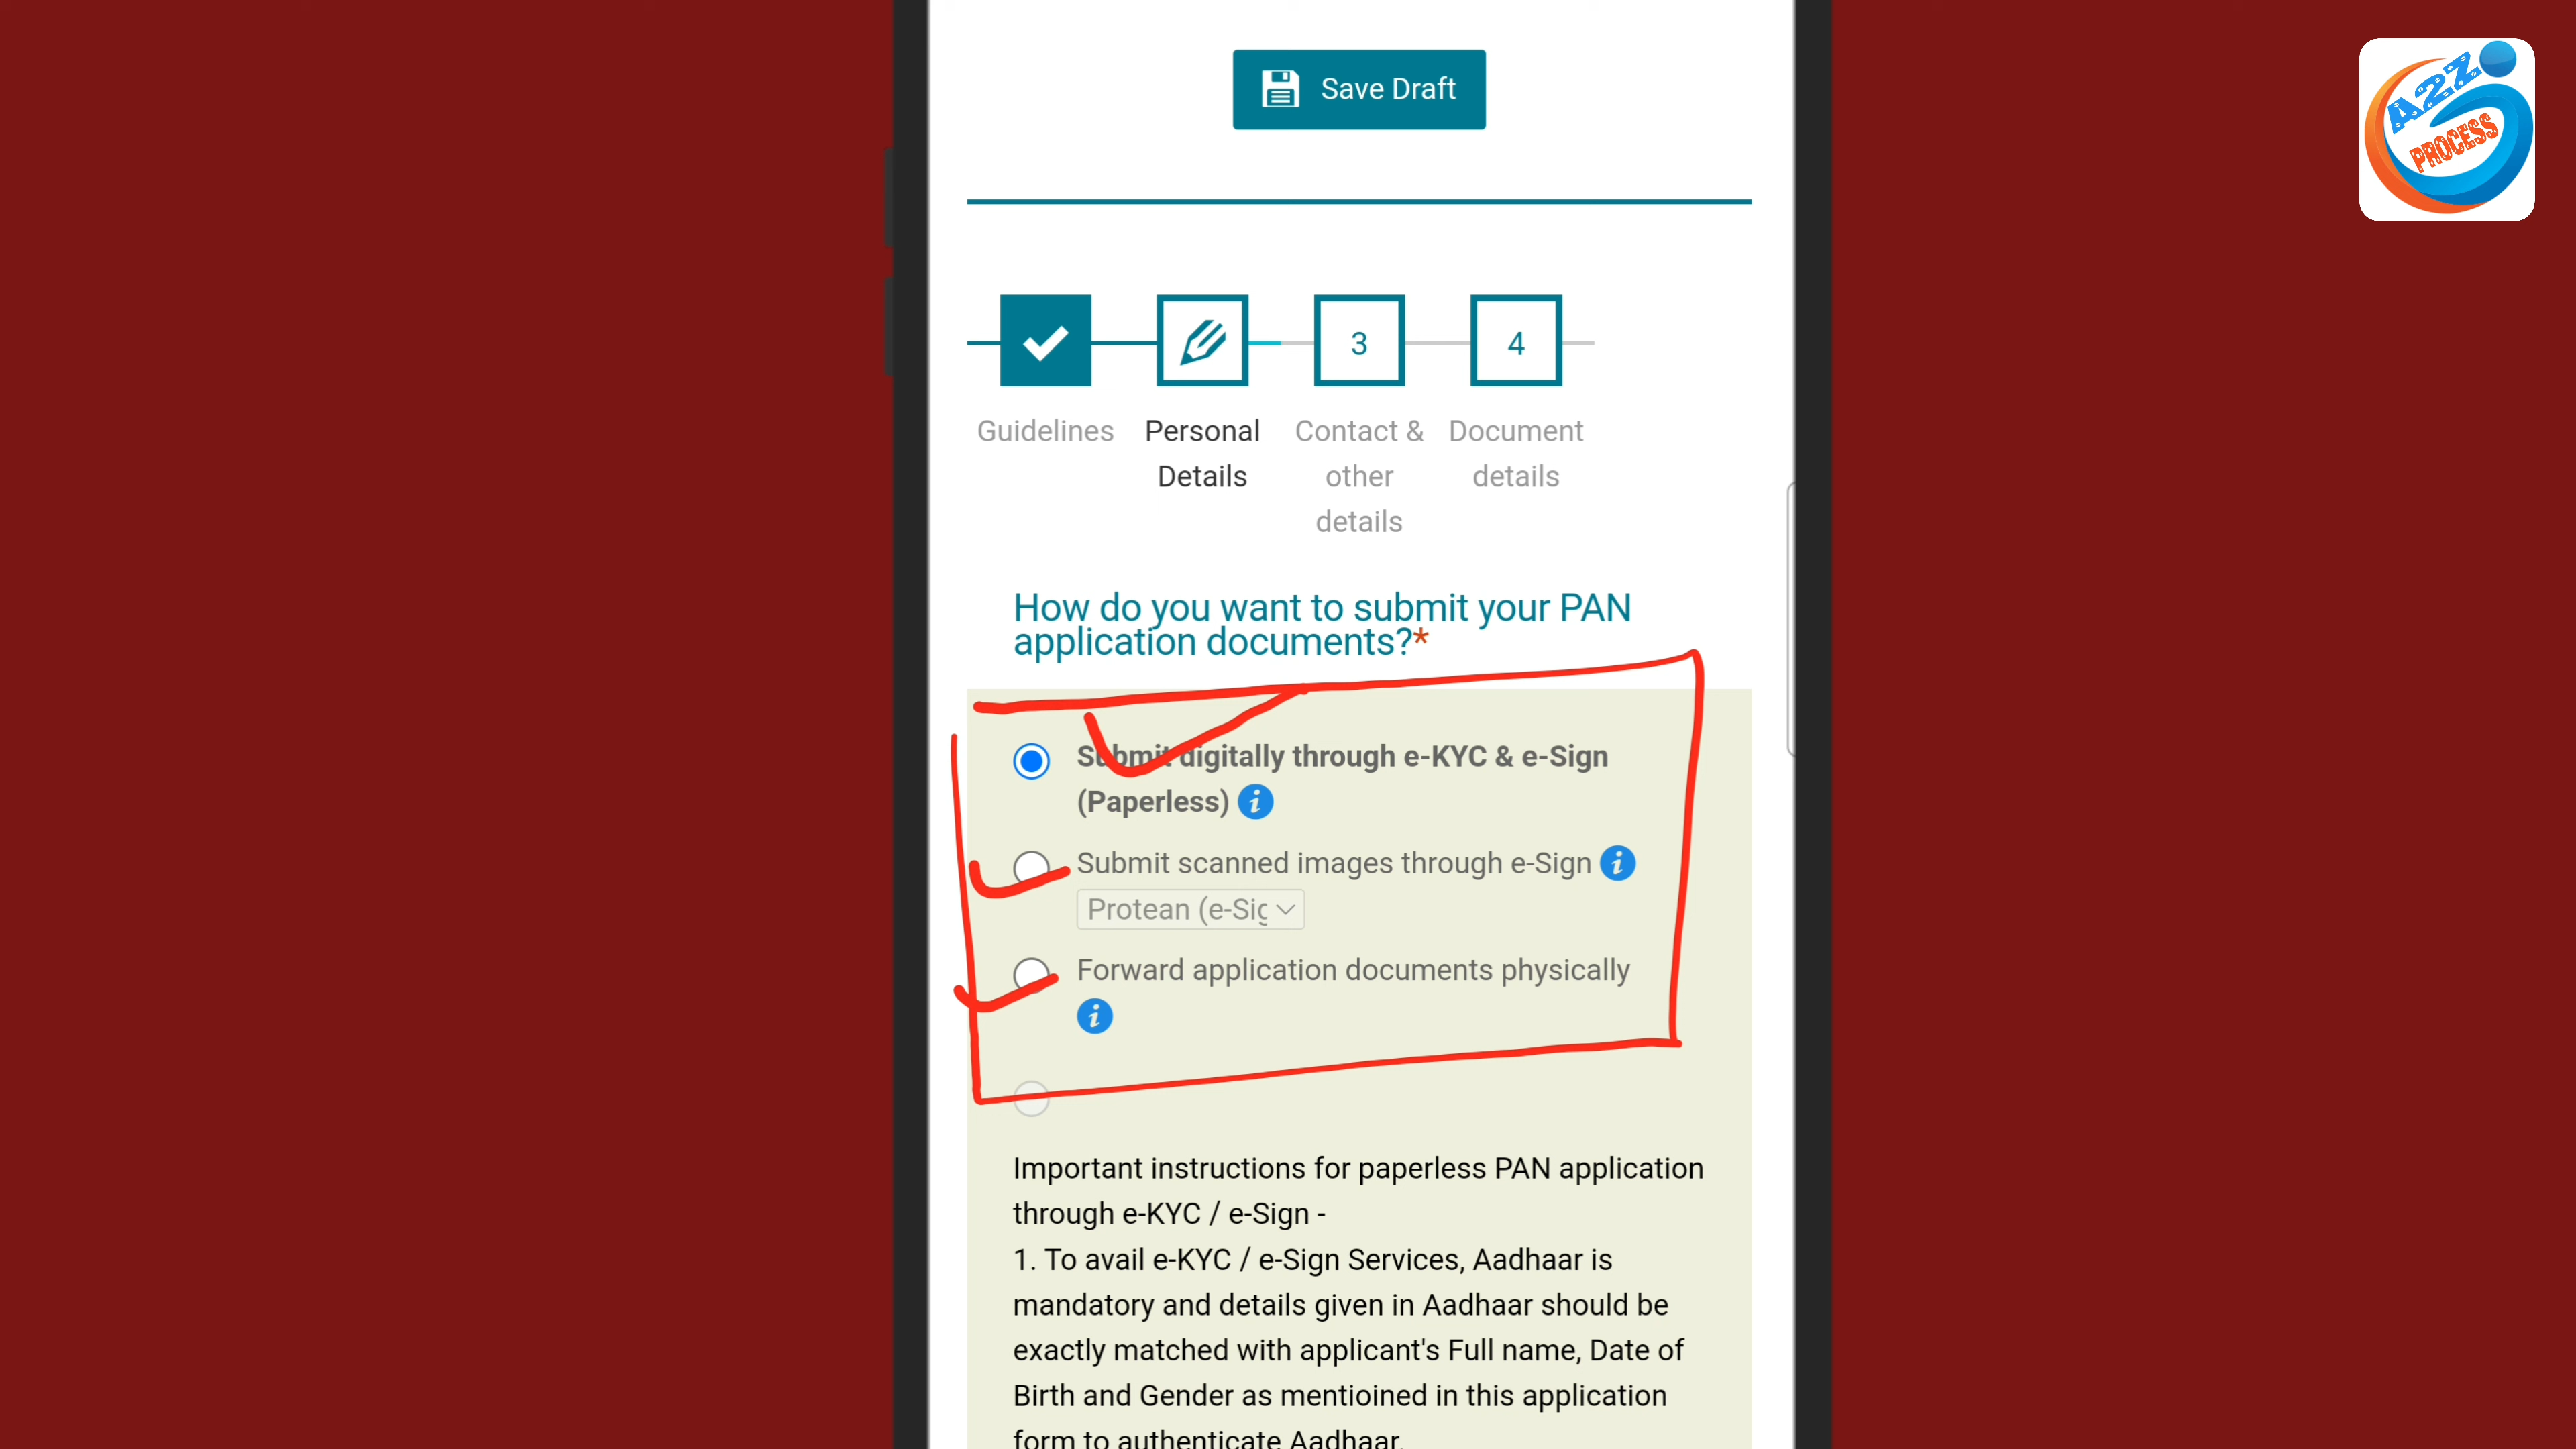 Save Draft
A2Z
PROCESS
3
4
Guidelines
Personal
Details
Contact &
other
details
Document
details
How do you want to submit your PAN
application documents?*
Submit digitally through e-KYC & e-Sign
(Paperless) i
Submit scanned images through e-Sign i
Protean (e-Sig
Forward application documents physically
i
Important instructions for paperless PAN application
through e-KYC / e-Sign -
1. To avail e-KYC / e-Sign Services, Aadhaar is
mandatory and details given in Aadhaar should be
exactly matched with applicant's Full name, Date of
Birth and Gender as mentioined in this application
form to authenticate Aadhaar.